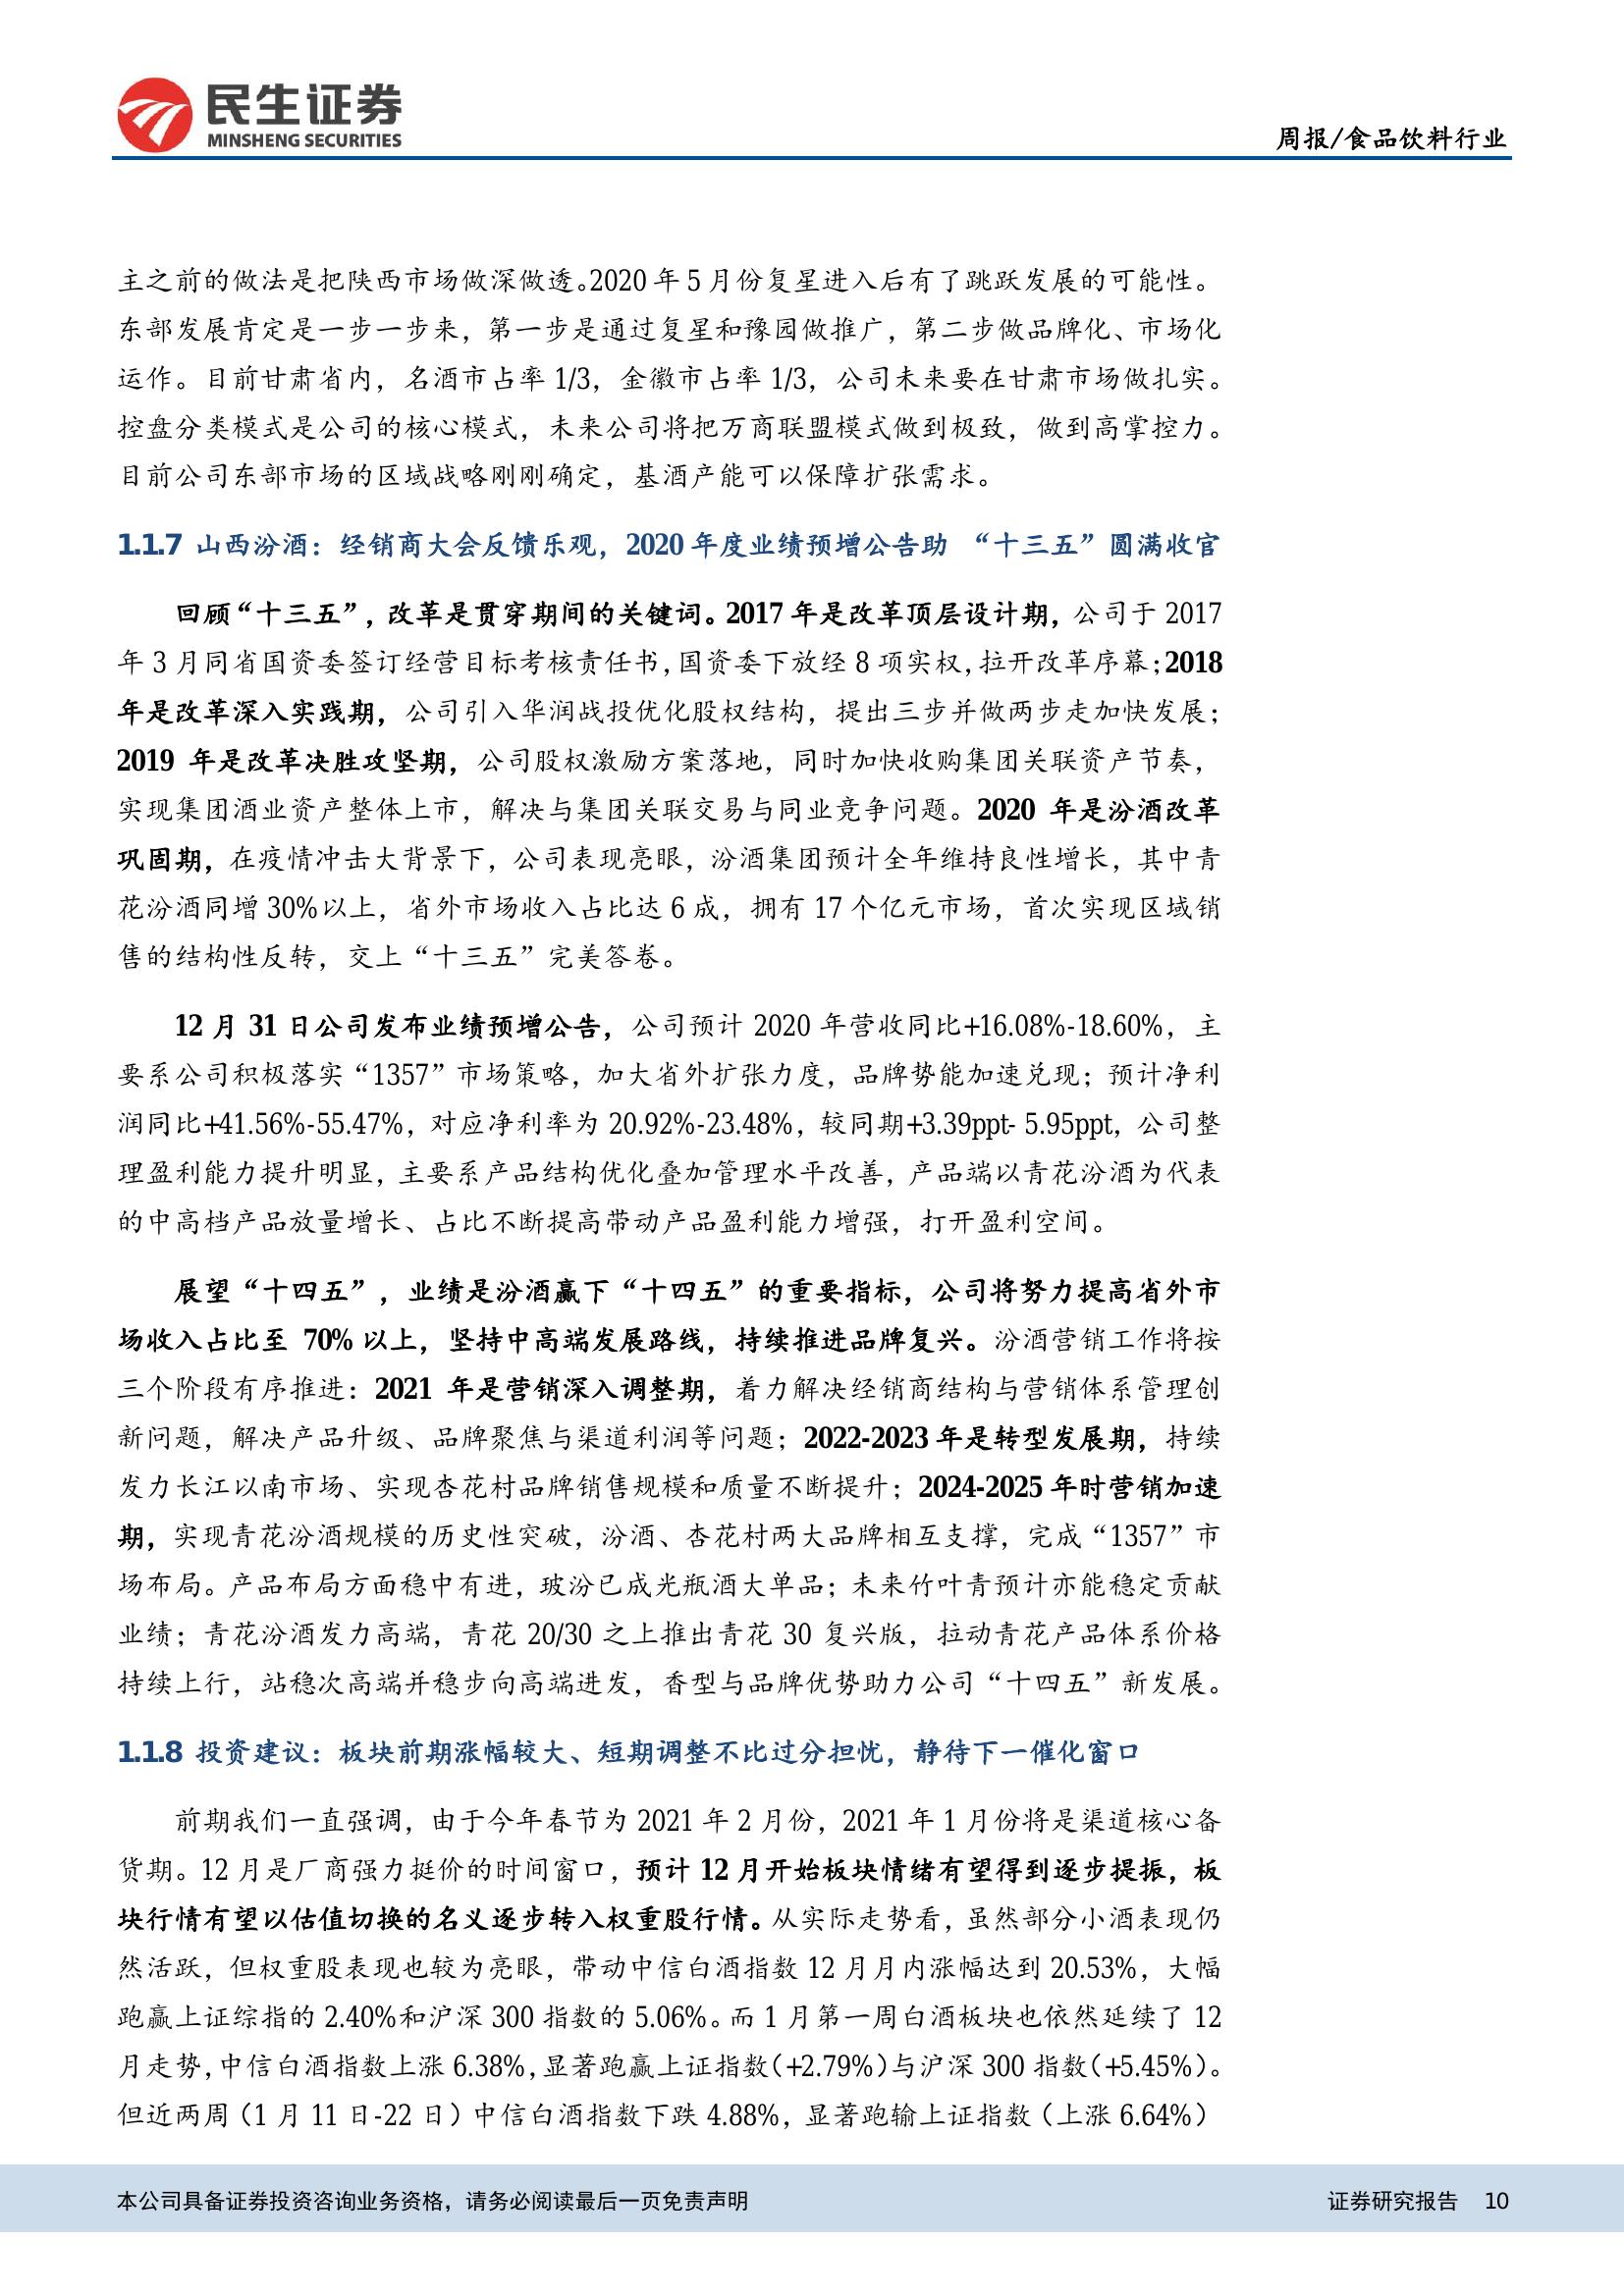 民生证券
MINSHENG SECURITIES
周报/食品饮料行业
主之前的做法是把陕西市场做深做透。2020 年 5 月份复星进入后有了跳跃发展的可能性。
东部发展肯定是一步一步来，第一步是通过复星和豫园做推广，第二步做品牌化、市场化
运作。目前甘肃省内，名酒市占率 1/3，金徽市占率 1/3，公司未来要在甘肃市场做扎实。
控盘分类模式是公司的核心模式，未来公司将把万商联盟模式做到极致，做到高掌控力。
目前公司东部市场的区域战略刚刚确定，基酒产能可以保障扩张需求。
1.1.7 山西汾酒：经销商大会反馈乐观，2020 年度业绩预增公告助 “十三五”圆满收官
回顾“十三五”，改革是贯穿期间的关键词。2017 年是改革顶层设计期，公司于 2017
年 3 月同省国资委签订经营目标考核责任书，国资委下放经 8 项实权，拉开改革序幕；2018
年是改革深入实践期，公司引入华润战投优化股权结构，提出三步并做两步走加快发展；
2019 年是改革决胜攻坚期，公司股权激励方案落地，同时加快收购集团关联资产节奏，
实现集团酒业资产整体上市，解决与集团关联交易与同业竞争问题。2020 年是汾酒改革
巩固期，在疫情冲击大背景下，公司表现亮眼，汾酒集团预计全年维持良性增长，其中青
花汾酒同增 30%以上，省外市场收入占比达 6 成，拥有 17 个亿元市场，首次实现区域销
售的结构性反转，交上“十三五”完美答卷。
12 月 31 日公司发布业绩预增公告，公司预计 2020 年营收同比+16.08%-18.60%，主
要系公司积极落实“1357”市场策略，加大省外扩张力度，品牌势能加速兑现；预计净利
润同比+41.56%-55.47%，对应净利率为 20.92%-23.48%，较同期+3.39ppt- 5.95ppt，公司整
理盈利能力提升明显，主要系产品结构优化叠加管理水平改善，产品端以青花汾酒为代表
的中高档产品放量增长、占比不断提高带动产品盈利能力增强，打开盈利空间。
展望“十四五”，业绩是汾酒赢下“十四五”的重要指标，公司将努力提高省外市
场收入占比至 70% 以上，坚持中高端发展路线，持续推进品牌复兴。汾酒营销工作将按
三个阶段有序推进：2021 年是营销深入调整期，着力解决经销商结构与营销体系管理创
新问题，解决产品升级、品牌聚焦与渠道利润等问题；2022-2023 年是转型发展期，持续
发力长江以南市场、实现杏花村品牌销售规模和质量不断提升；2024-2025 年时营销加速
期，实现青花汾酒规模的历史性突破，汾酒、杏花村两大品牌相互支撑，完成“1357”市
场布局。产品布局方面稳中有进，玻汾已成光瓶酒大单品；未来竹叶青预计亦能稳定贡献
业绩；青花汾酒发力高端，青花 20/30 之上推出青花 30 复兴版，拉动青花产品体系价格
持续上行，站稳次高端并稳步向高端进发，香型与品牌优势助力公司“十四五”新发展。
1.1.8 投资建议：板块前期涨幅较大、短期调整不比过分担忧，静待下一催化窗口
前期我们一直强调，由于今年春节为 2021 年 2 月份，2021 年 1 月份将是渠道核心备
货期。12 月是厂商强力挺价的时间窗口，预计 12 月开始板块情绪有望得到逐步提振，板
块行情有望以估值切换的名义逐步转入权重股行情。从实际走势看，虽然部分小酒表现仍
然活跃，但权重股表现也较为亮眼，带动中信白酒指数 12 月月内涨幅达到 20.53%，大幅
跑赢上证综指的 2.40%和沪深 300 指数的 5.06%。而 1 月第一周白酒板块也依然延续了 12
月走势，中信白酒指数上涨 6.38%，显著跑赢上证指数（+2.79%）与沪深 300 指数（+5.45%）。
但近两周（1 月 11 日-22 日）中信白酒指数下跌 4.88%，显著跑输上证指数（上涨 6.64%）
本公司具备证券投资咨询业务资格，请务必阅读最后一页免责声明
证券研究报告 10